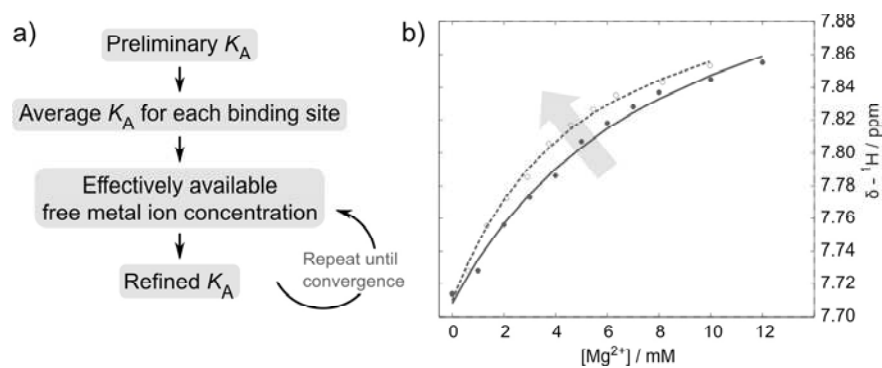 a)
Preliminary K_A
Average K_A for each binding site
Effectively available
free metal ion concentration
Repeat until
convergence
Refined K_A
b)
7.88
7.86
7.84
7.82
7.80
7.78
7.76
7.74
7.72
7.70
δ - ¹H / ppm
0 2 4 6 8 10 12
[Mg²⁺] / mM